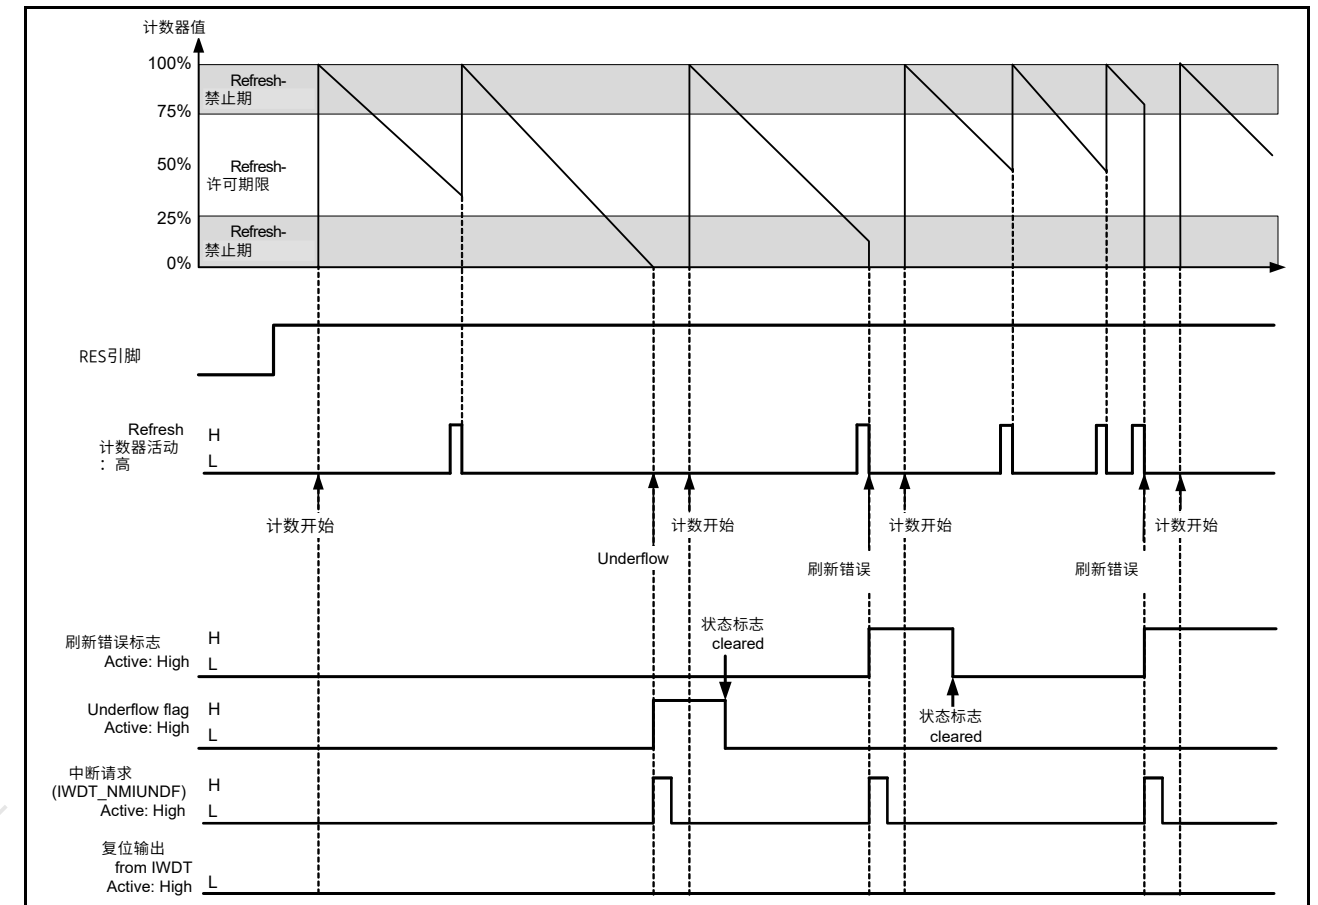 计数器值
100%
Refresh-
禁止期
75%
50%
Refresh-
许可期限
25%
Refresh-
禁止期
0%
RES引脚
Refresh
计数器活动
：高
H
L
计数开始
计数开始
计数开始
计数开始
Underflow
刷新错误
刷新错误
刷新错误标志
Active: High
H
L
状态标志
cleared
Underflow flag
Active: High
H
L
状态标志
cleared
中断请求
(IWDT_NMIUNDF)
Active: High
H
L
复位输出
from IWDT
Active: High
L